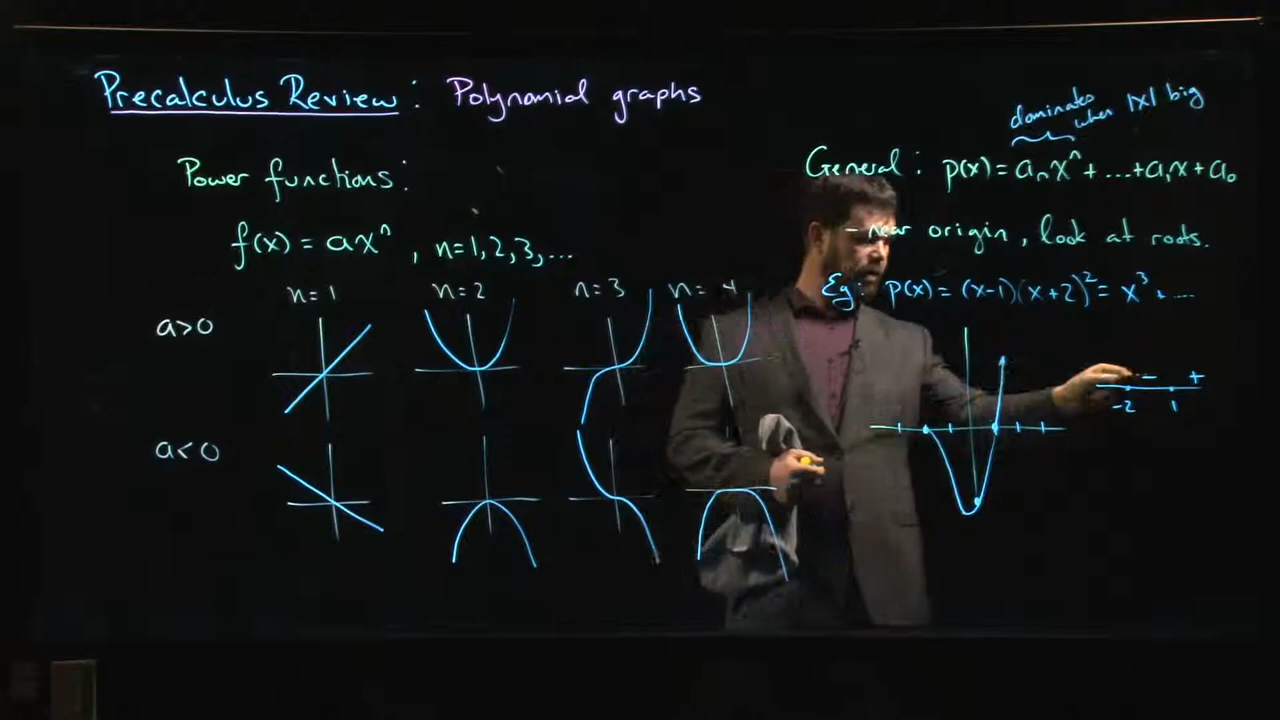 Precalculus Review: Polynomial graphs
dominates when |x| big
Power functions:
General: p(x) = aₙxⁿ + ... + a₁x + a₀
f(x) = axⁿ, n=1,2,3,...
- near origin, look at roots.
Eg: p(x) = (x-1)(x+2)² = x³ + ...
n=1 n=2 n=3 n=4
a>0
- +
-2 1
a<0